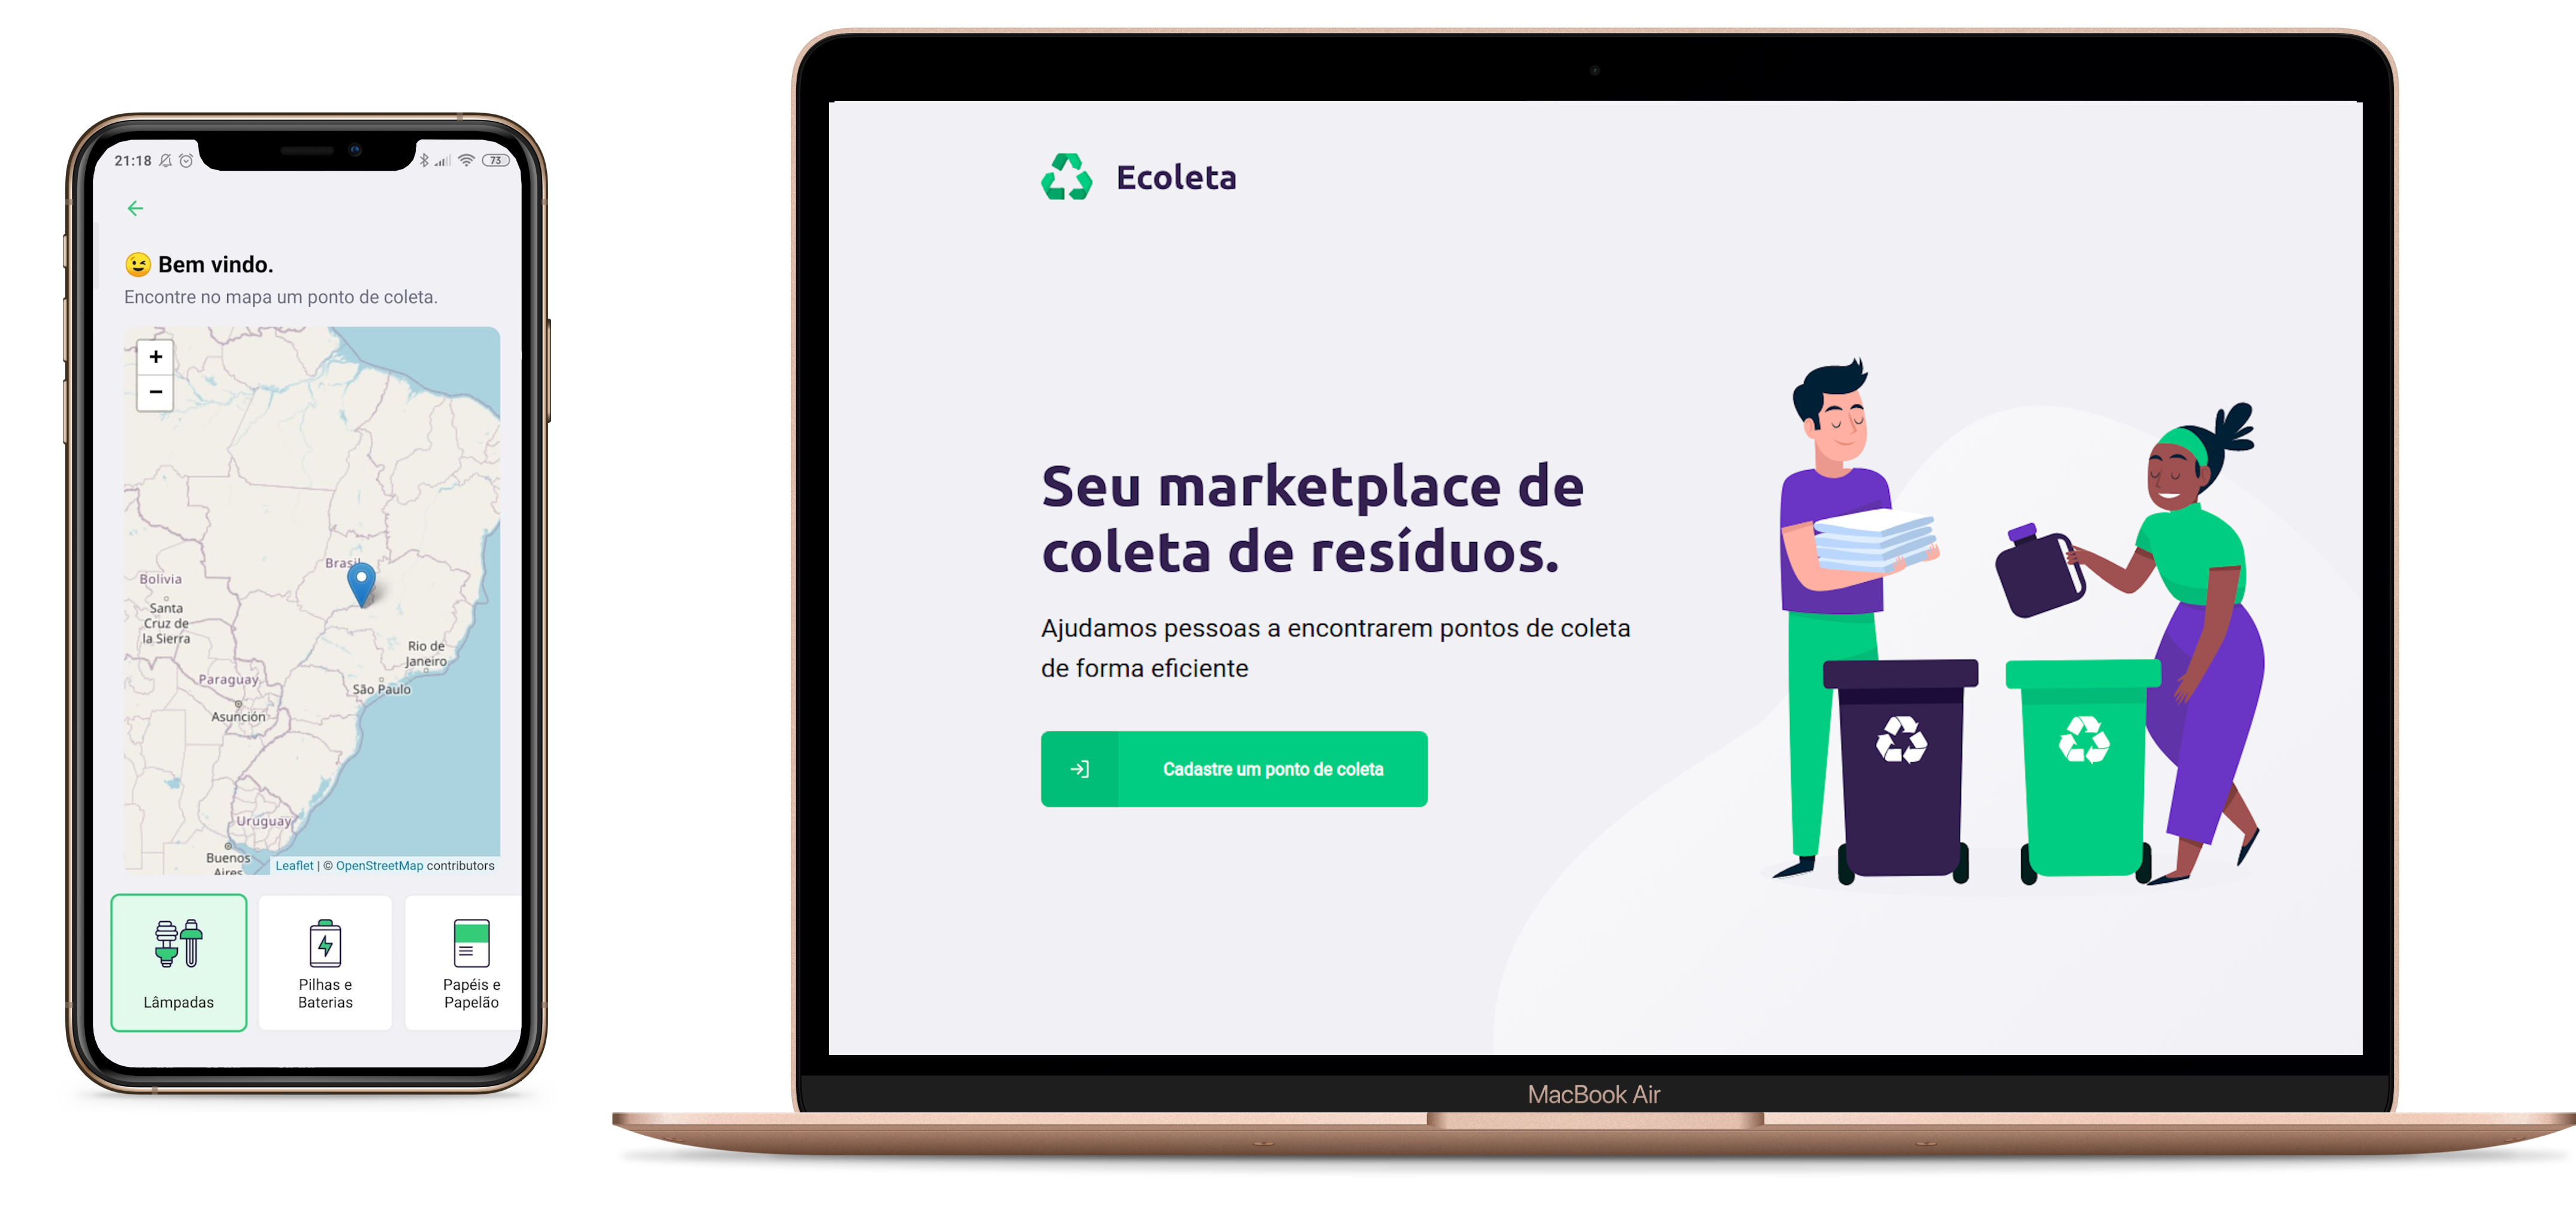 21:18
73
Bem vindo.
Encontre no mapa um ponto de coleta.
+
−
Brasil
Bolivia
Santa
Cruz de
la Sierra
Rio de
Janeiro
Paraguay
São Paulo
Asunción
Uruguay
Buenos
Aires
Leaflet | © OpenStreetMap contributors
Lâmpadas
Pilhas e
Baterias
Papéis e
Papelão
Ecoleta
Seu marketplace de
coleta de resíduos.
Ajudamos pessoas a encontrarem pontos de coleta
de forma eficiente
Cadastre um ponto de coleta
MacBook Air